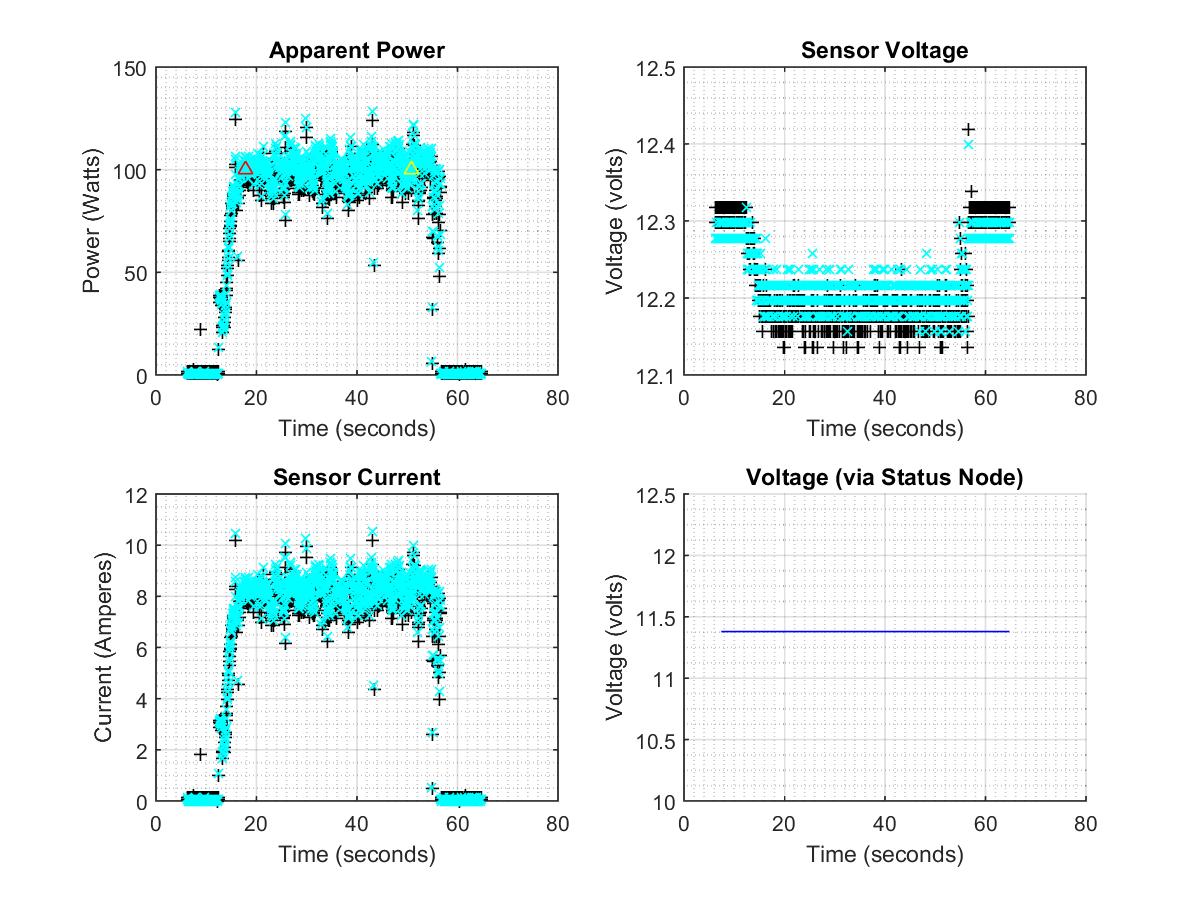 Apparent Power
150
100
50
0
Power (Watts)
0 20 40 60 80
Time (seconds)
Sensor Voltage
12.5
12.4
12.3
12.2
12.1
Voltage (volts)
0 20 40 60 80
Time (seconds)
Sensor Current
12
10
8
6
4
2
0
Current (Amperes)
0 20 40 60 80
Time (seconds)
Voltage (via Status Node)
12.5
12
11.5
11
10.5
10
Voltage (volts)
0 20 40 60 80
Time (seconds)